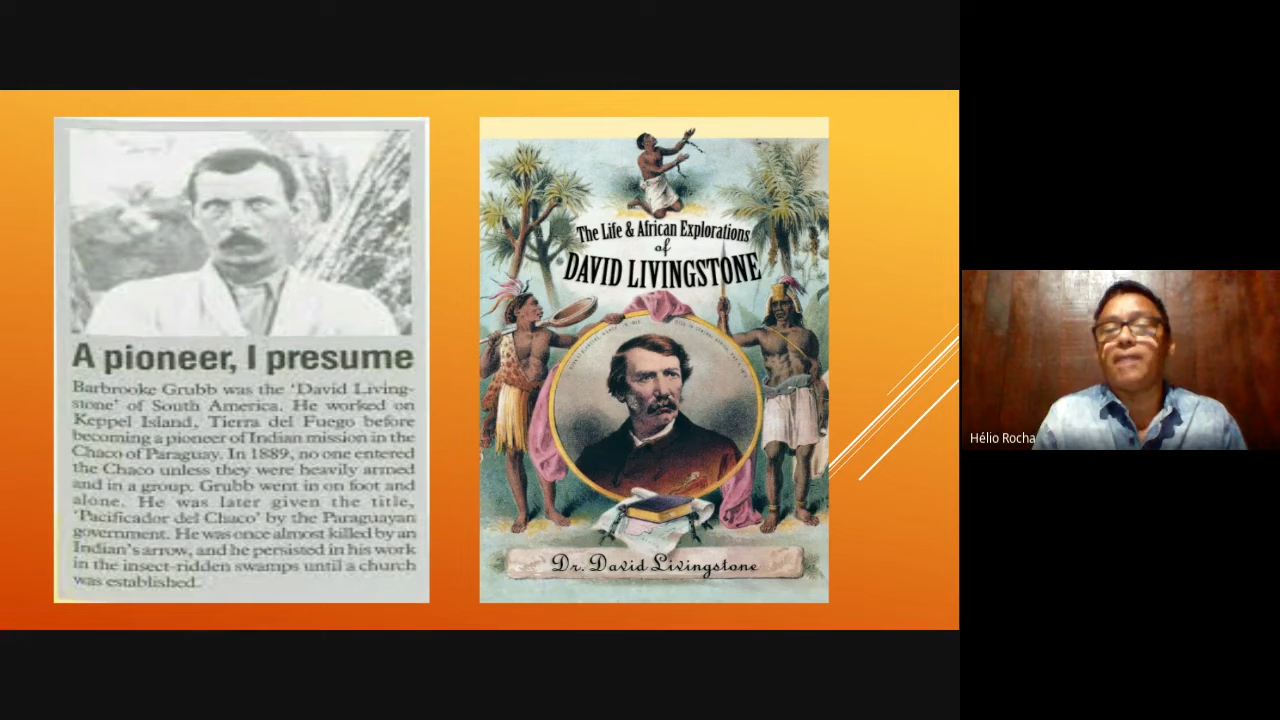 A pioneer, I presume
Barbrooke Grubb was the ‘David Living-
stone’ of South America. He worked on
Keppel Island, Tierra del Fuego before
becoming a pioneer of Indian mission in the
Chaco of Paraguay. In 1889, no one entered
the Chaco unless they were heavily armed
and in a group. Grubb went in on foot and
alone. He was later given the title,
‘Pacificador del Chaco’ by the Paraguayan
government. He was once almost killed by an
Indian’s arrow, and he persisted in his work
in the insect-ridden swamps until a church
was established.
The Life & African Explorations
of
DAVID LIVINGSTONE
Dr. David Livingstone
Hélio Rocha